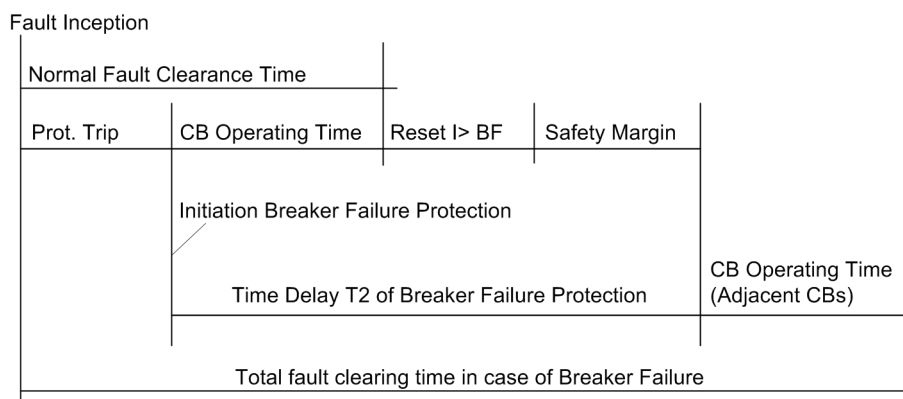 Fault Inception
Normal Fault Clearance Time
Prot. Trip
CB Operating Time
Reset I> BF
Safety Margin
Initiation Breaker Failure Protection
Time Delay T2 of Breaker Failure Protection
CB Operating Time
(Adjacent CBs)
Total fault clearing time in case of Breaker Failure